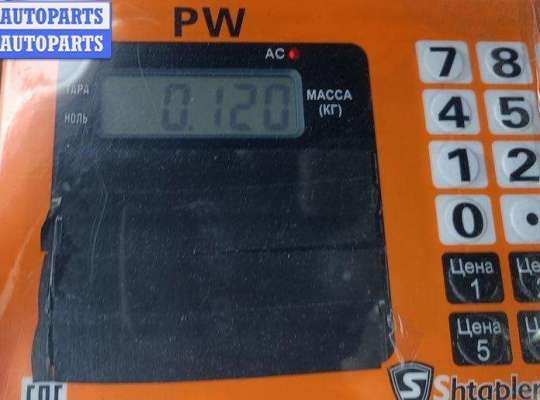 AUTOPARTS
AUTOPARTS
PW
AC
ТАРА
НОЛЬ
0.120
МАССА
(КГ)
7 8
4 5
1 2
0 .
Цена
1
Цена
5
Shtapler